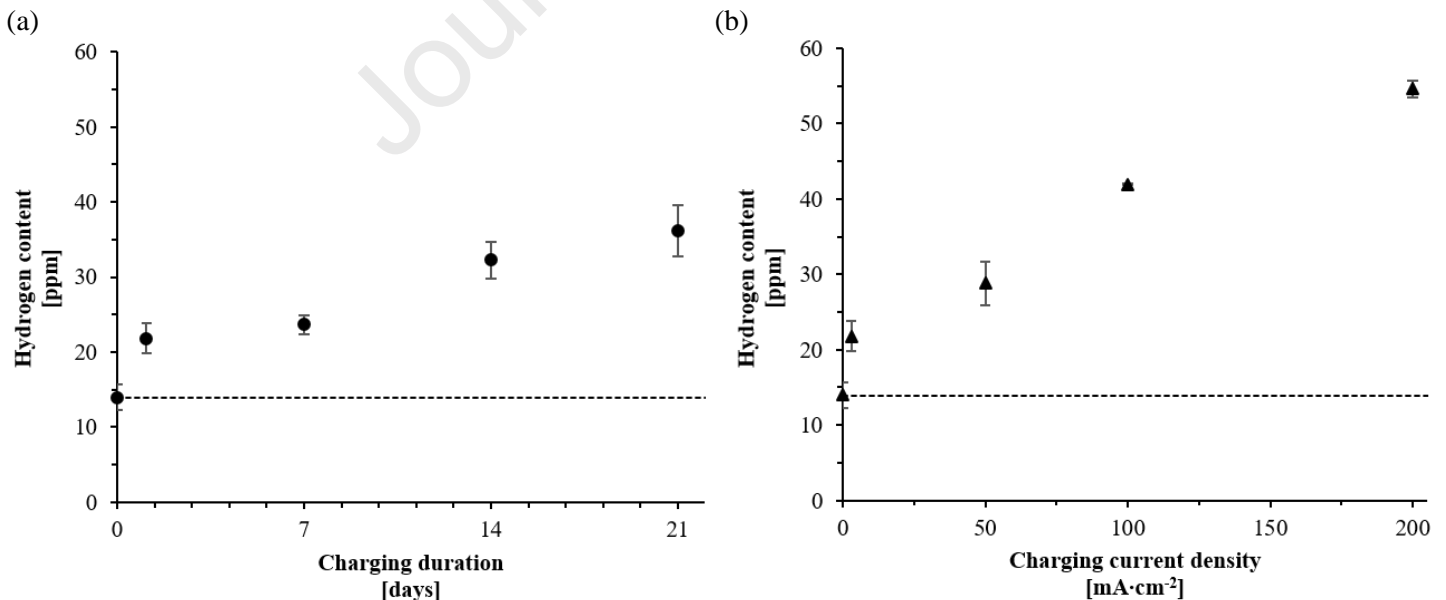 (a)
60
50
40
30
20
10
0
0 7 14 21
Hydrogen content
[ppm]
Charging duration
[days]
Jour
(b)
60
50
40
30
20
10
0
0 50 100 150 200
Hydrogen content
[ppm]
Charging current density
[mA·cm⁻²]